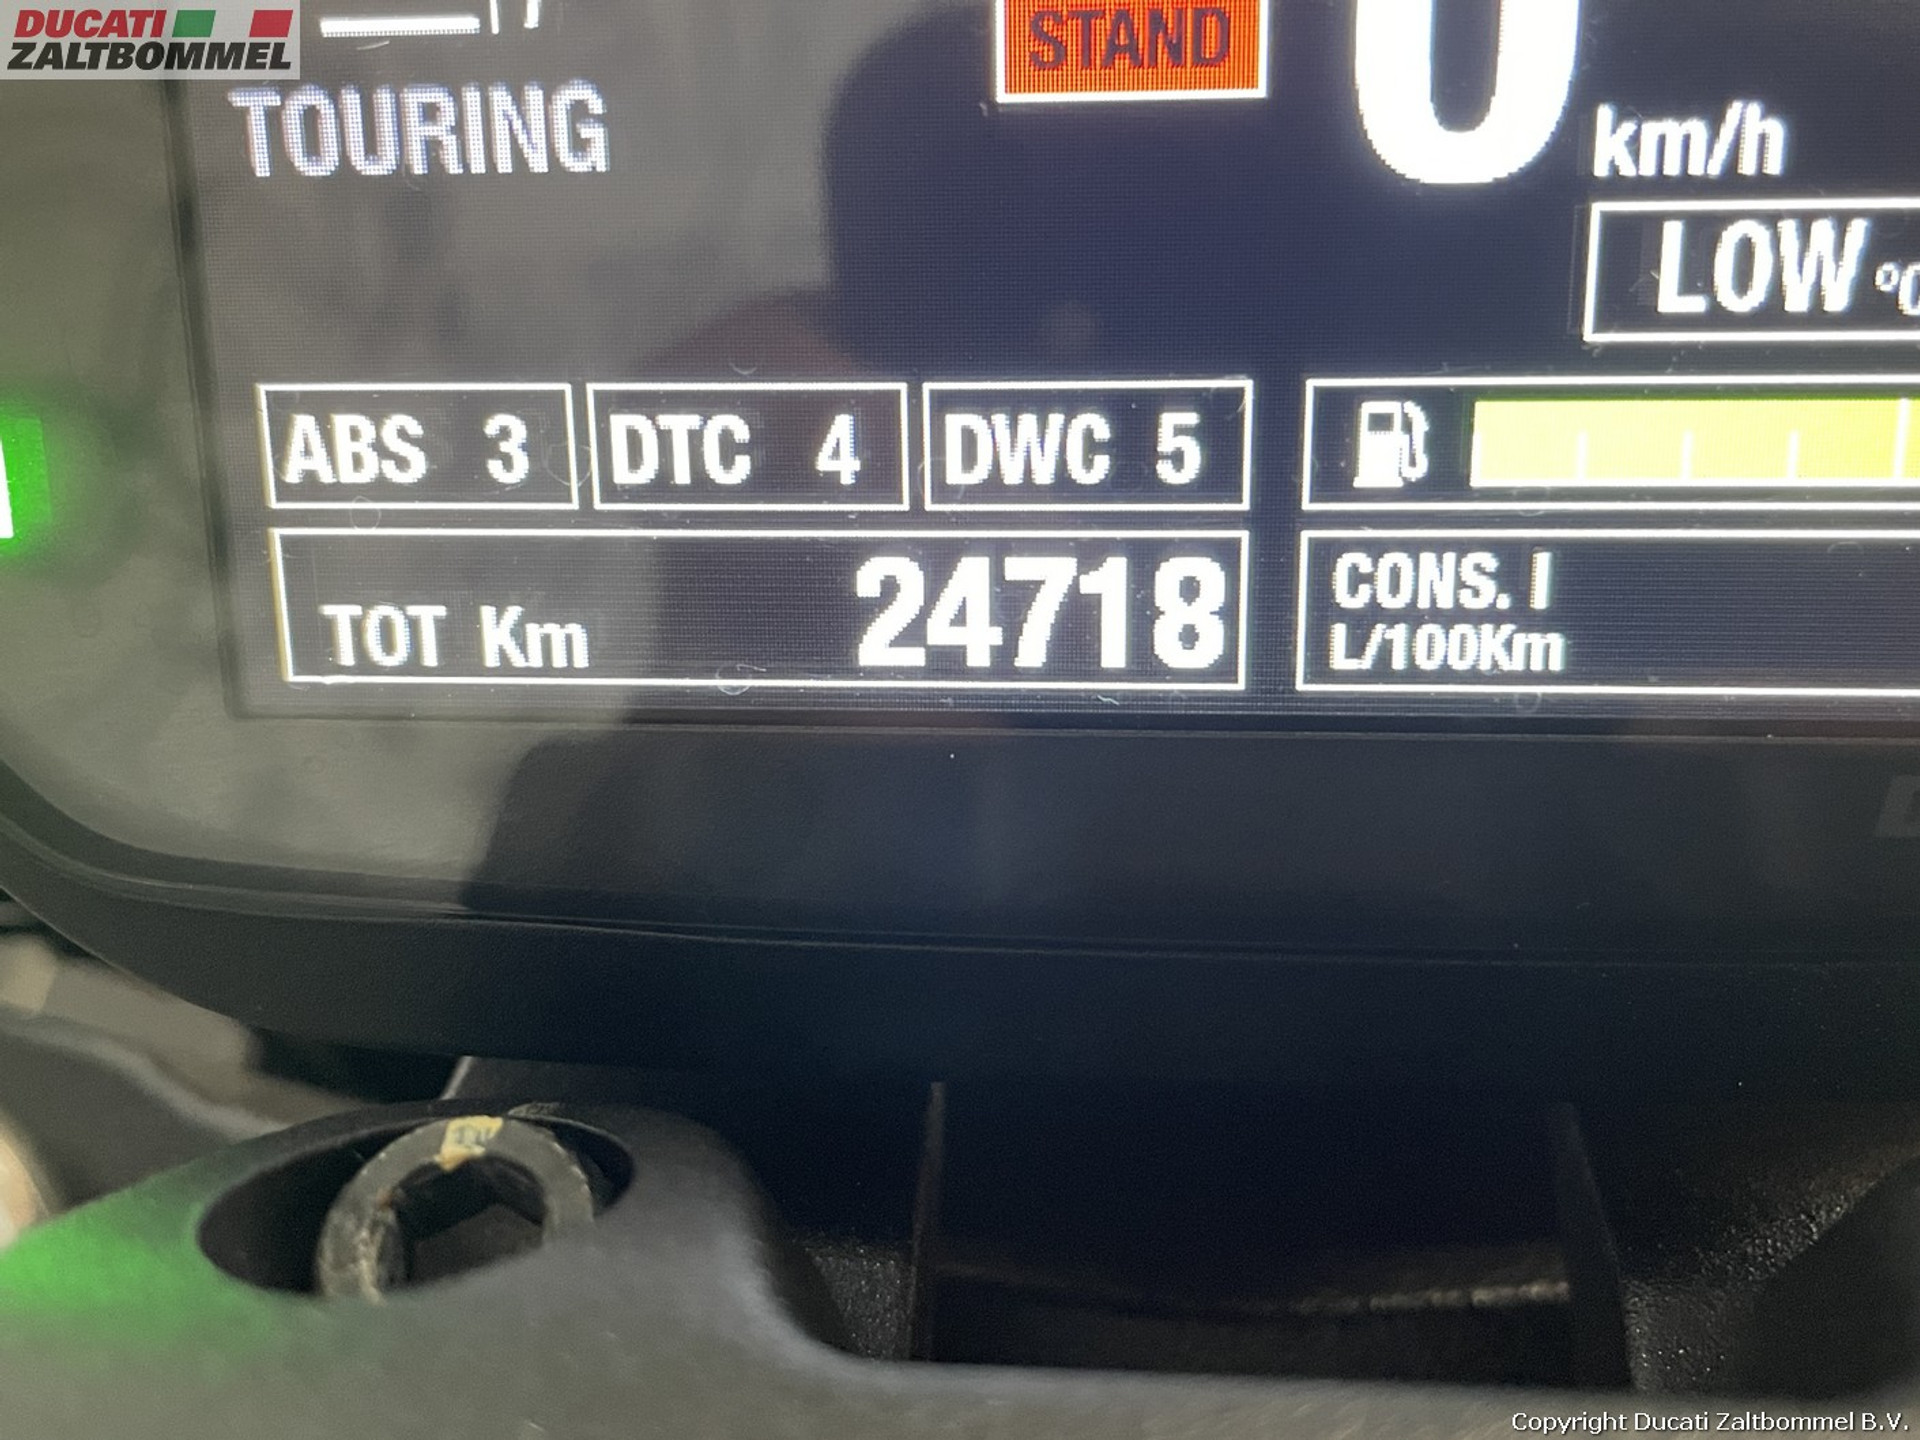 DUCATI
ZALTBOMMEL
STAND
TOURING
0
km/h
LOW
ABS 3
DTC 4
DWC 5
TOT Km 24718
CONS. I
L/100Km
Copyright Ducati Zaltbommel B.V.